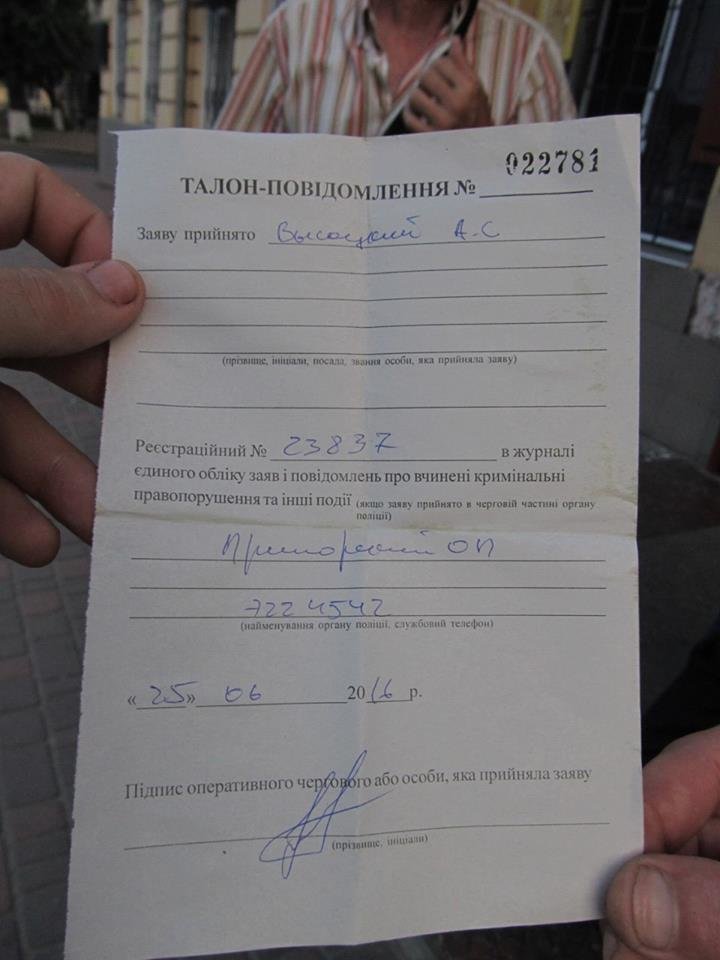 022781
ТАЛОН-ПОВІДОМЛЕННЯ №
Заяву прийнято Высоцкий А.С
(прізвище, ініціали, посада, звання особи, яка прийняла заяву)
Реєстраційний № 23837 в журналі
єдиного обліку заяв і повідомлень про вчинені кримінальні
правопорушення та інші події (якщо заяву прийнято в черговій частині органу
поліції)
Приморский ОП
7224542
(найменування органу поліції, службовий телефон)
«25» 06 2016 р.
Підпис оперативного чергового або особи, яка прийняла заяву
(прізвище, ініціали)